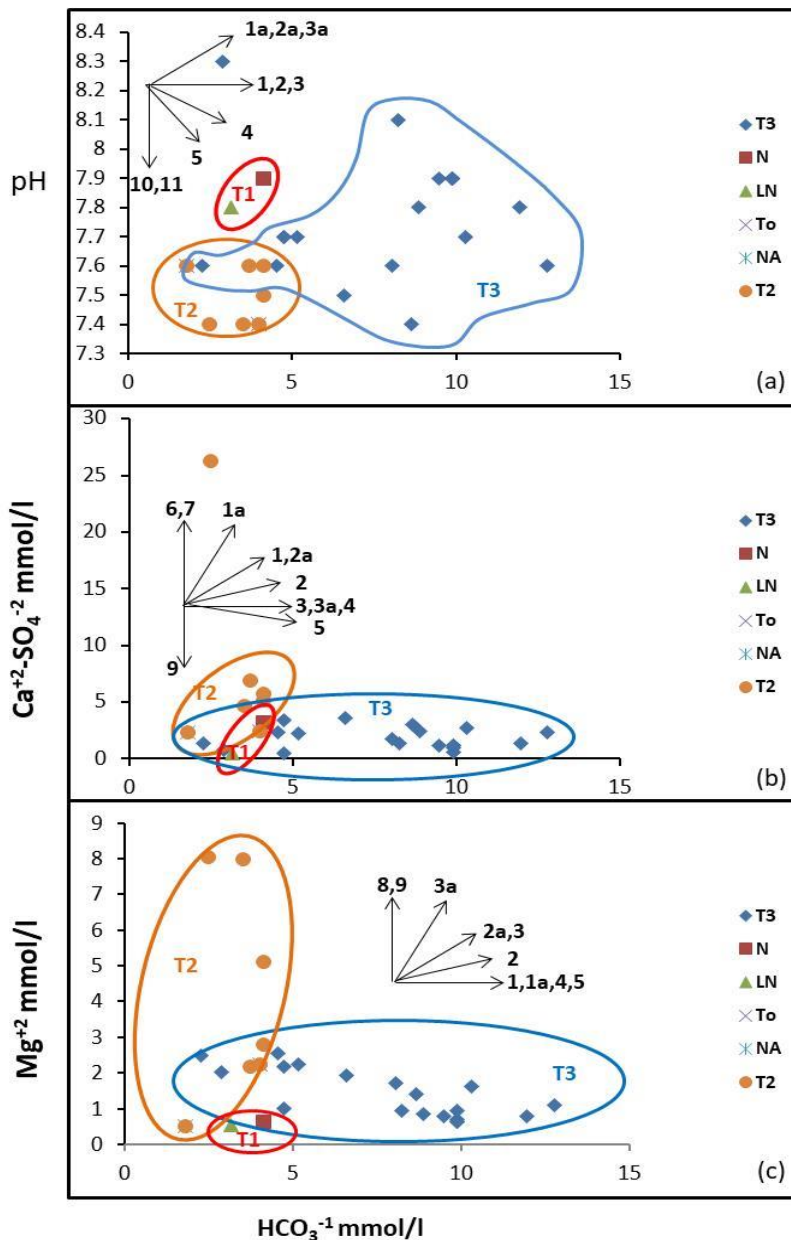 8.4
1a,2a,3a
8.3
8.2
1,2,3
8.1
4
T3
8
5
N
pH
7.9
10,11
T1
LN
7.8
To
7.7
NA
7.6
T2
7.5
T2
T3
7.4
7.3
0
5
10
15
(a)
30
25
6,7
1a
T3
20
1,2a
N
2
LN
15
3,3a,4
To
5
NA
10
9
T2
T2
5
T3
T1
0
0
5
10
15
(b)
Ca+2-SO4-2 mmol/l
9
8
8,9
3a
7
2a,3
T3
6
2
N
5
1,1a,4,5
LN
T2
To
4
NA
3
T2
2
T3
1
T1
0
0
5
10
15
(c)
Mg+2 mmol/l
HCO3-1 mmol/l